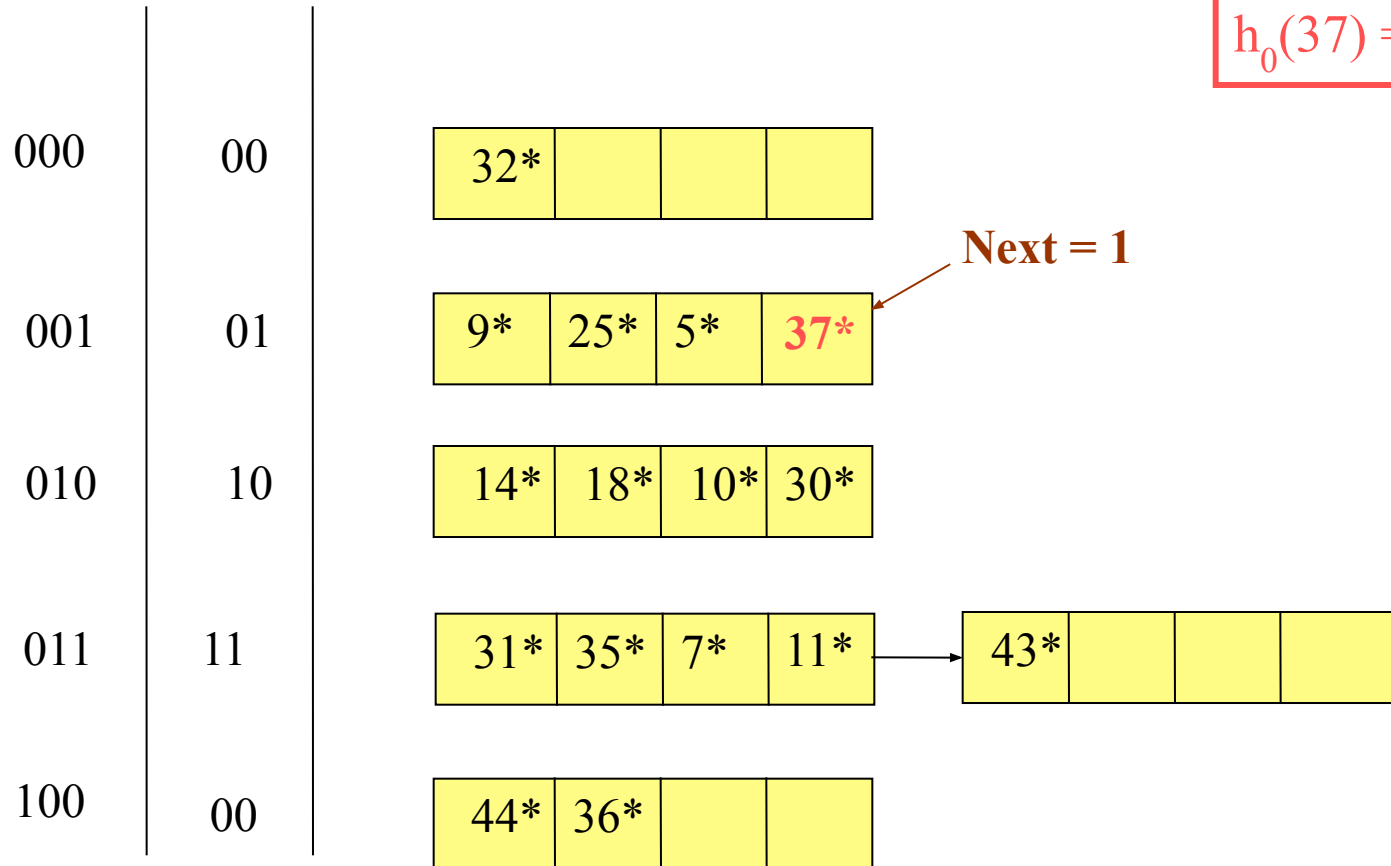 h₀(37) =
000 00 32*
Next = 1
001 01 9* 25* 5* 37*
010 10 14* 18* 10* 30*
011 11 31* 35* 7* 11* 43*
100 00 44* 36*